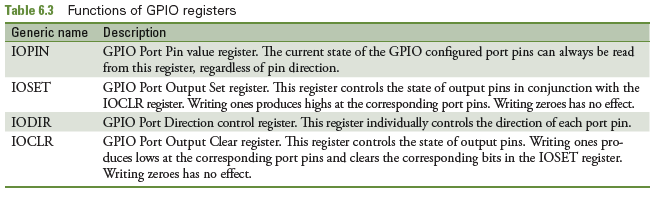 Table 6.3 Functions of GPIO registers
Generic name Description
IOPIN GPIO Port Pin value register. The current state of the GPIO configured port pins can always be read
from this register, regardless of pin direction.
IOSET GPIO Port Output Set register. This register controls the state of output pins in conjunction with the
IOCLR register. Writing ones produces highs at the corresponding port pins. Writing zeroes has no effect.
IODIR GPIO Port Direction control register. This register individually controls the direction of each port pin.
IOCLR GPIO Port Output Clear register. This register controls the state of output pins. Writing ones pro-
duces lows at the corresponding port pins and clears the corresponding bits in the IOSET register.
Writing zeroes has no effect.